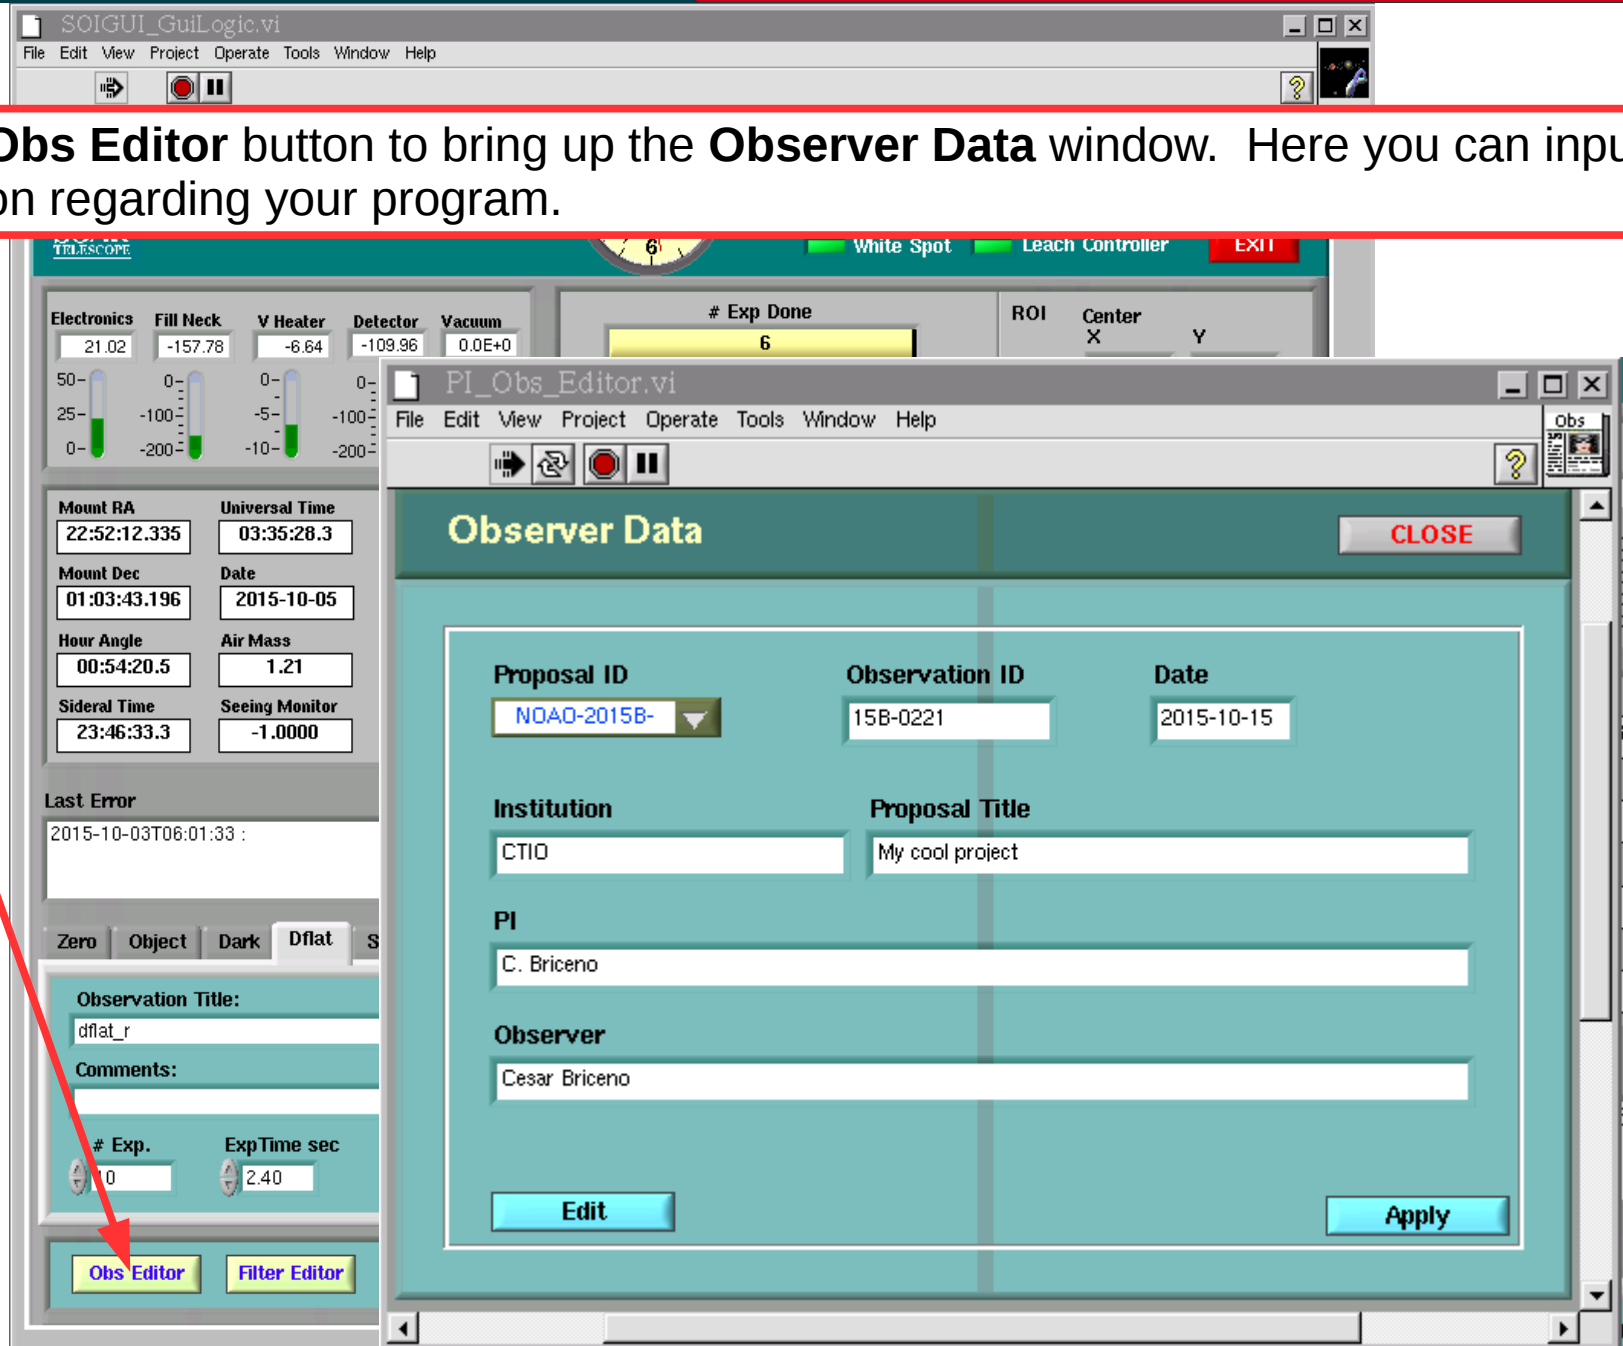 SOIGUI_GuiLogic.vi
File Edit View Project Operate Tools Window Help
Obs Editor button to bring up the Observer Data window. Here you can inpu
on regarding your program.
TELESCOPE
6
White Spot
Leach Controller
EXIT
Electronics Fill Neck V Heater Detector Vacuum
21.02 -157.78 -6.64 -109.96 0.0E+0
50 0 0 0
25 -100 -5 -100
0 -200 -10 -200
# Exp Done
6
ROI Center
X Y
Mount RA Universal Time
22:52:12.335 03:35:28.3
Mount Dec Date
01:03:43.196 2015-10-05
Hour Angle Air Mass
00:54:20.5 1.21
Sideral Time Seeing Monitor
23:46:33.3 -1.0000
Last Error
2015-10-03T06:01:33 :
Zero Object Dark Dflat S
Observation Title:
dflat_r
Comments:
# Exp. ExpTime sec
10 2.40
Obs Editor Filter Editor
PI_Obs_Editor.vi
File Edit View Project Operate Tools Window Help
Obs
Observer Data
CLOSE
Proposal ID Observation ID Date
NOAO-2015B- 15B-0221 2015-10-15
Institution Proposal Title
CTIO My cool project
PI
C. Briceno
Observer
Cesar Briceno
Edit Apply